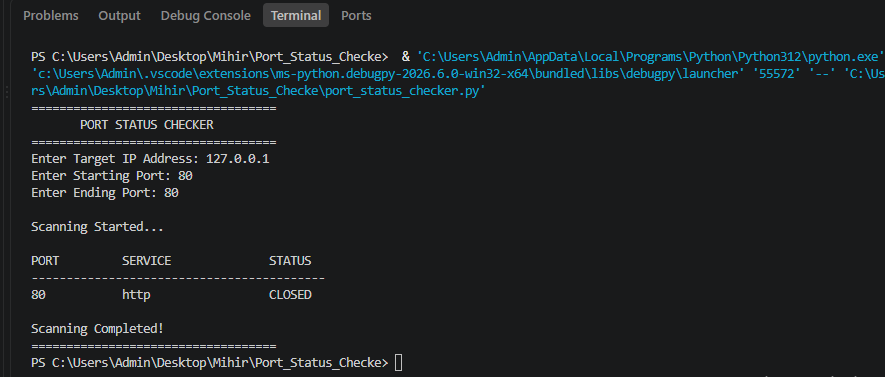 Problems Output Debug Console Terminal Ports
PS C:\Users\Admin\Desktop\Mihir\Port_Status_Checke> & 'C:\Users\Admin\AppData\Local\Programs\Python\Python312\python.exe'
'c:\Users\Admin\.vscode\extensions\ms-python.debugpy-2026.6.0-win32-x64\bundled\libs\debugpy\launcher' '55572' '--' 'C:\Use
rs\Admin\Desktop\Mihir\Port_Status_Checke\port_status_checker.py'
===================================
PORT STATUS CHECKER
===================================
Enter Target IP Address: 127.0.0.1
Enter Starting Port: 80
Enter Ending Port: 80
Scanning Started...
PORT SERVICE STATUS
------------------------------------------
80 http CLOSED
Scanning Completed!
===================================
PS C:\Users\Admin\Desktop\Mihir\Port_Status_Checke>